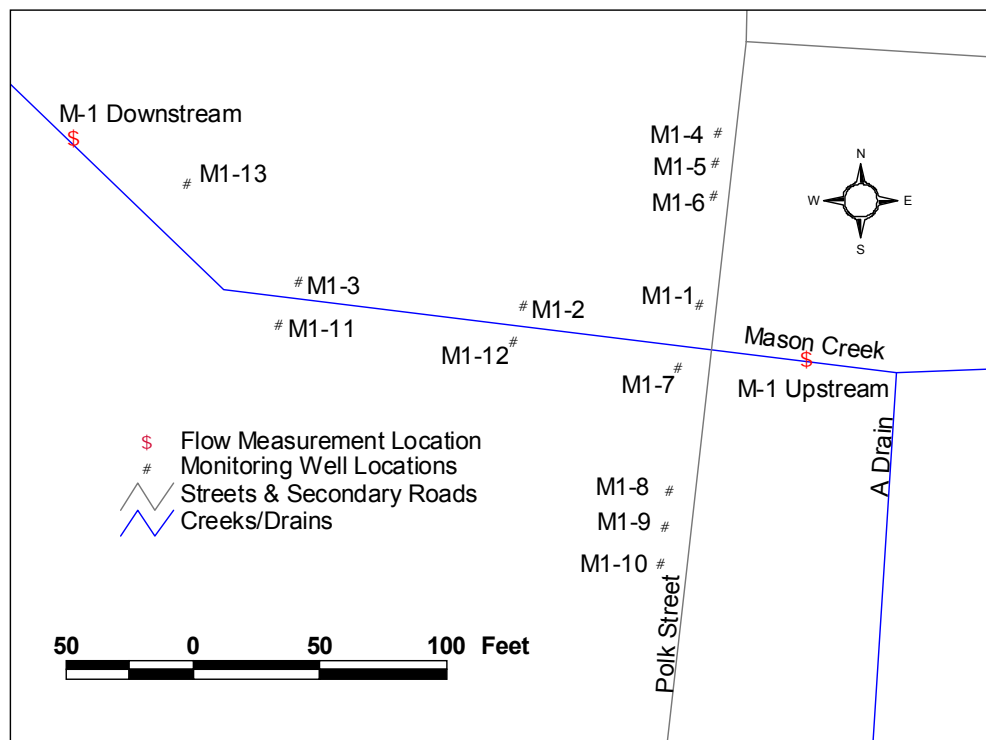 M-1 Downstream
$
# M1-13
M1-4 #
M1-5 #
M1-6 #
N
W E
S
# M1-3
# M1-2
M1-1 #
# M1-11
M1-12 #
M1-7 #
Mason Creek
$
M-1 Upstream
A Drain
$ Flow Measurement Location
# Monitoring Well Locations
Streets & Secondary Roads
Creeks/Drains
M1-8 #
M1-9 #
M1-10 #
Polk Street
50 0 50 100 Feet